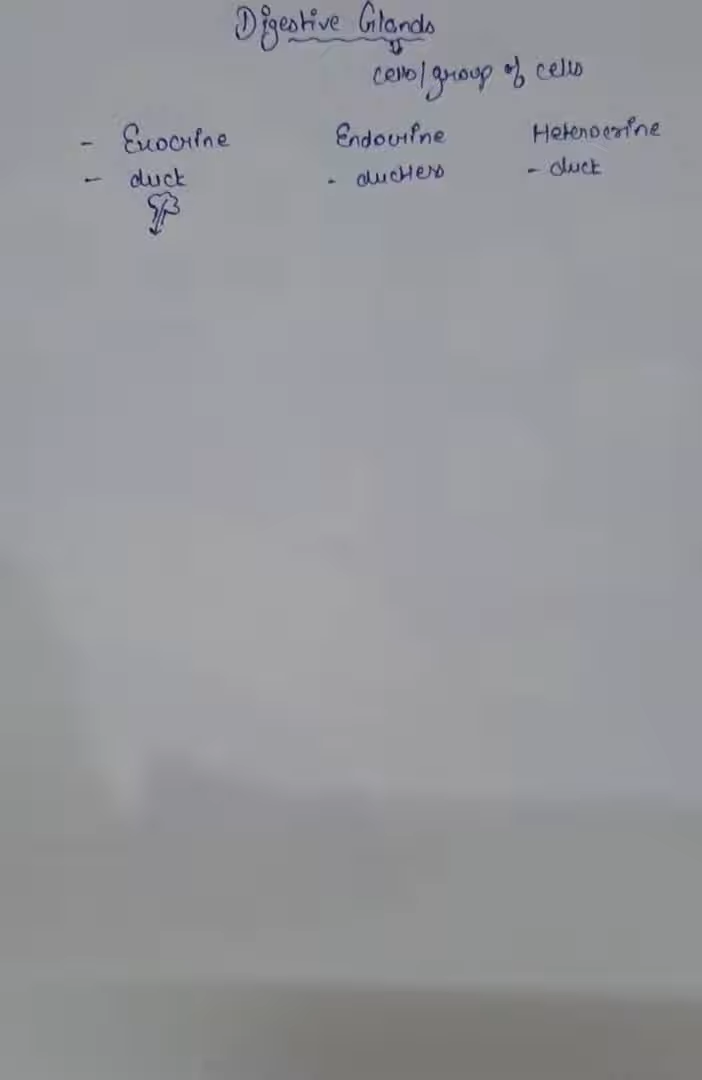 Digestive Glands
cells/group of cells
- Exocrine Endocrine Heterocrine
- duct - ductless - duct